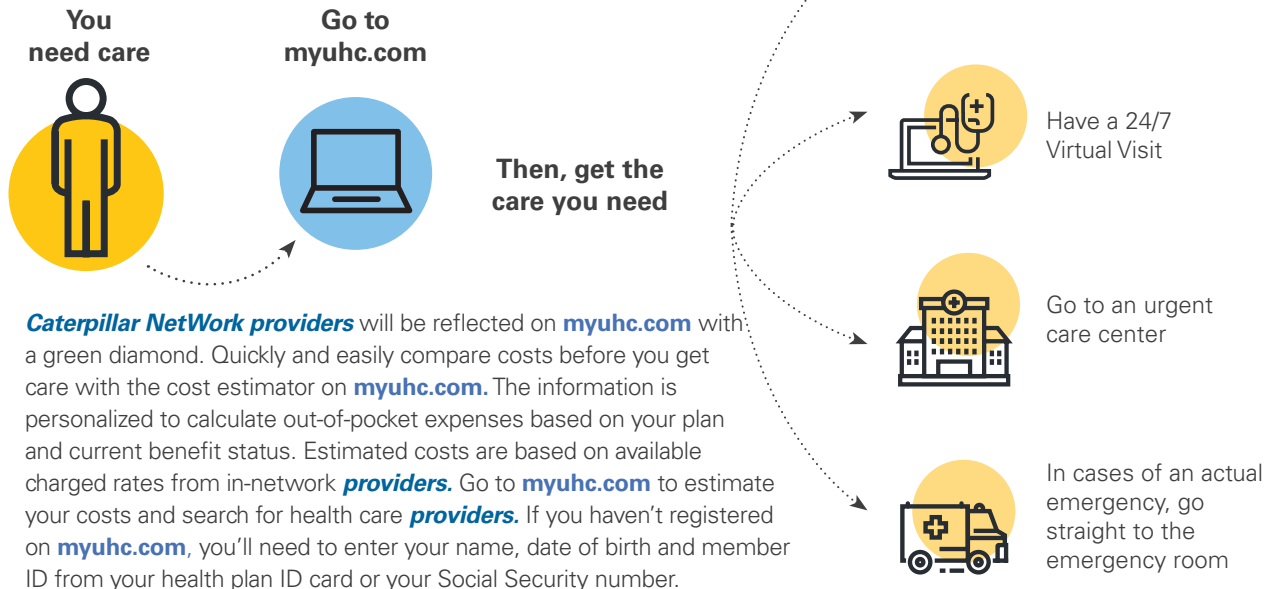 You
need care
Go to
myuhc.com
Then, get the
care you need
Caterpillar NetWork providers will be reflected on myuhc.com with
a green diamond. Quickly and easily compare costs before you get
care with the cost estimator on myuhc.com. The information is
personalized to calculate out-of-pocket expenses based on your plan
and current benefit status. Estimated costs are based on available
charged rates from in-network providers. Go to myuhc.com to estimate
your costs and search for health care providers. If you haven’t registered
on myuhc.com, you’ll need to enter your name, date of birth and member
ID from your health plan ID card or your Social Security number.
Have a 24/7
Virtual Visit
Go to an urgent
care center
In cases of an actual
emergency, go
straight to the
emergency room